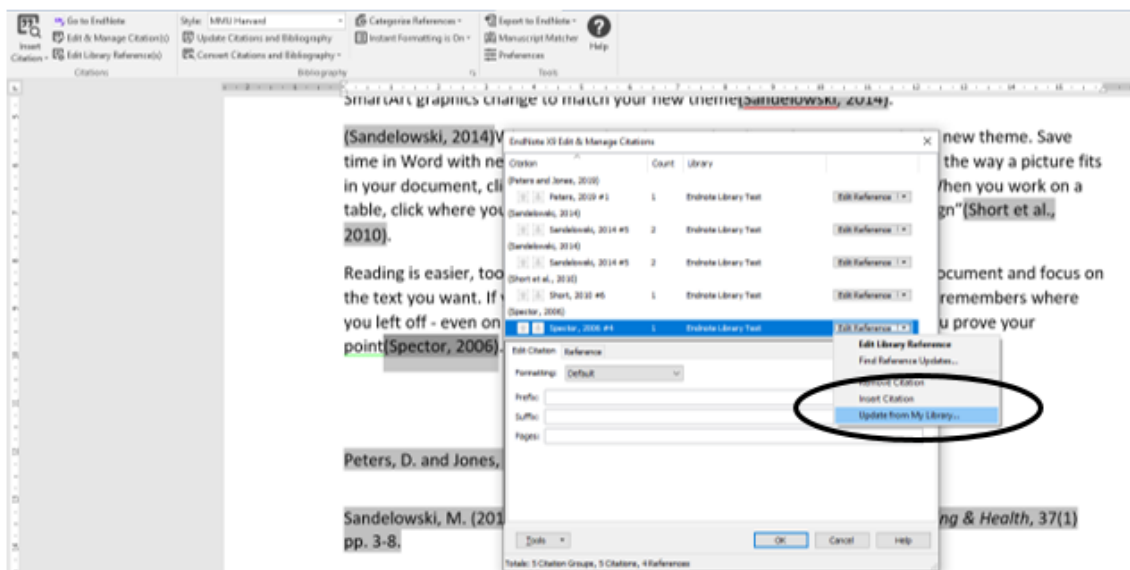 Go to EndNote
Style: MMU Harvard
Categorize References
Export to EndNote
Edit & Manage Citation(s)
Update Citations and Bibliography
Instant Formatting is On
Manuscript Matcher
Insert Citation
Edit Library Reference(s)
Convert Citations and Bibliography
Preferences
Help
Citations
Bibliography
Tools
SmartArt graphics change to match your new theme(Sandelowski, 2014).
(Sandelowski, 2014)W
new theme. Save
time in Word with ne
the way a picture fits
in your document, cli
When you work on a
table, click where you
gn"(Short et al.,
2010).
Reading is easier, too
ocument and focus on
the text you want. If
remembers where
you left off - even on
u prove your
point(Spector, 2006).
Peters, D. and Jones,
Sandelowski, M. (201
ng & Health, 37(1)
pp. 3-8.
EndNote X9 Edit & Manage Citations
Citation Count Library
(Peters and Jones, 2019)
Peters, 2019 #1 1 Endnote Library Test Edit Reference
(Sandelowski, 2014)
Sandelowski, 2014 #5 2 Endnote Library Test Edit Reference
(Sandelowski, 2014)
Sandelowski, 2014 #5 2 Endnote Library Test Edit Reference
(Short et al., 2010)
Short, 2010 #6 1 Endnote Library Test Edit Reference
(Spector, 2006)
Spector, 2006 #4 1 Endnote Library Test Edit Reference
Edit Library Reference
Find Reference Updates...
Remove Citation
Insert Citation
Update from My Library...
Edit Citation Reference
Formatting: Default
Prefix:
Suffix:
Pages:
Tools
OK
Cancel
Help
Totals: 5 Citation Groups, 5 Citations, 4 References